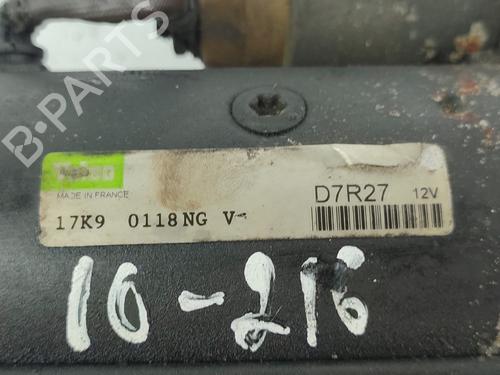 B-PARTS
MADE IN FRANCE
D7R27 12V
17K9 0118NG V-
10-216